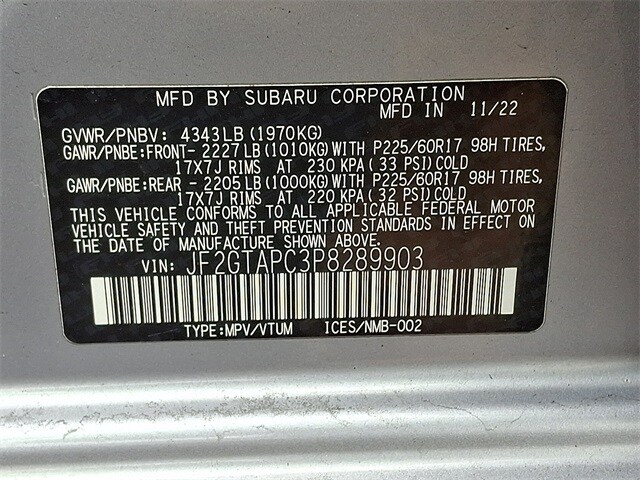 MFD BY SUBARU CORPORATION
MFD IN 11/22
GVWR/PNBV: 4343LB(1970KG)
GAWR/PNBE:FRONT-2227LB(1010KG)WITH P225/60R17 98H TIRES,
17X7J RIMS AT 230 KPA(33 PSI)COLD
GAWR/PNBE:REAR -2205LB(1000KG)WITH P225/60R17 98H TIRES,
17X7J RIMS AT 220 KPA(32 PSI)COLD
THIS VEHICLE CONFORMS TO ALL APPLICABLE FEDERAL MOTOR
VEHICLE SAFETY AND THEFT PREVENTION STANDARDS IN EFFECT ON
THE DATE OF MANUFACTURE SHOWN ABOVE.
VIN: JF2GTAPC3P8289903
TYPE:MPV/VTUM ICES/NMB-002